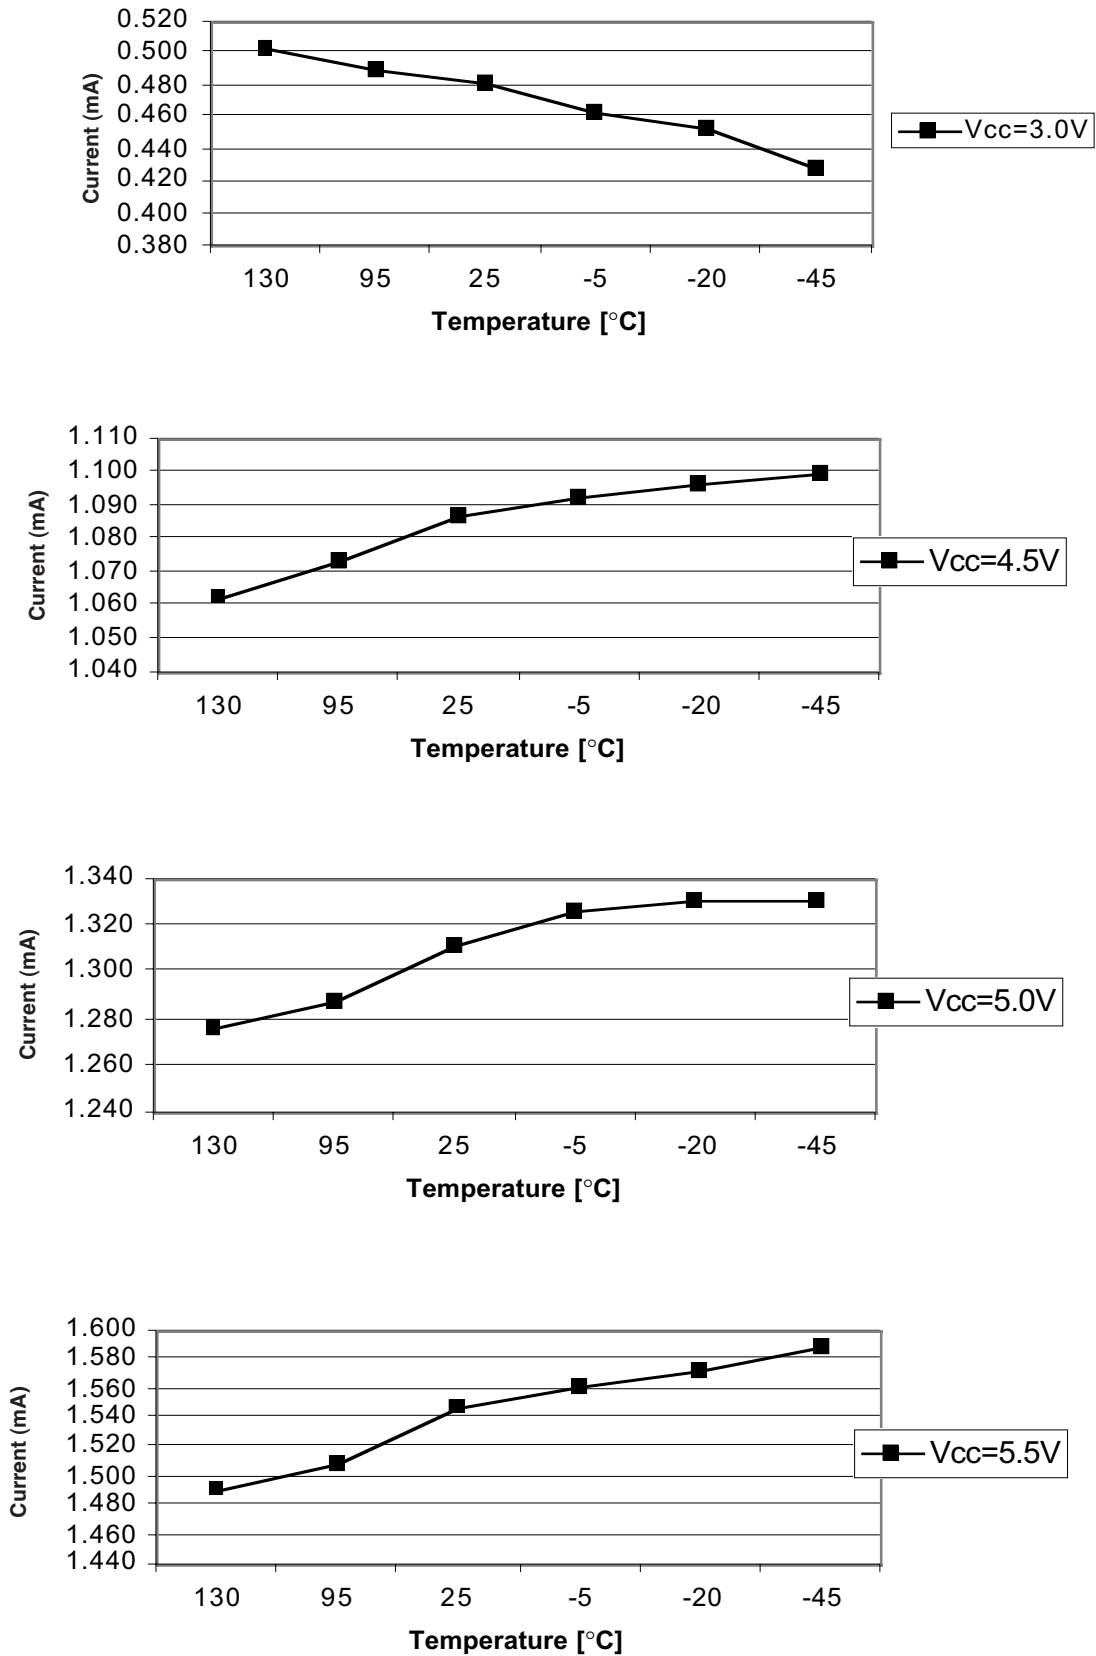 0.520
0.500
0.480
0.460
0.440
0.420
0.400
0.380
Current (mA)
130 95 25 -5 -20 -45
Temperature [°C]
Vcc=3.0V
1.110
1.100
1.090
1.080
1.070
1.060
1.050
1.040
Current (mA)
130 95 25 -5 -20 -45
Temperature [°C]
Vcc=4.5V
1.340
1.320
1.300
1.280
1.260
1.240
Current (mA)
130 95 25 -5 -20 -45
Temperature [°C]
Vcc=5.0V
1.600
1.580
1.560
1.540
1.520
1.500
1.480
1.460
1.440
Current (mA)
130 95 25 -5 -20 -45
Temperature [°C]
Vcc=5.5V